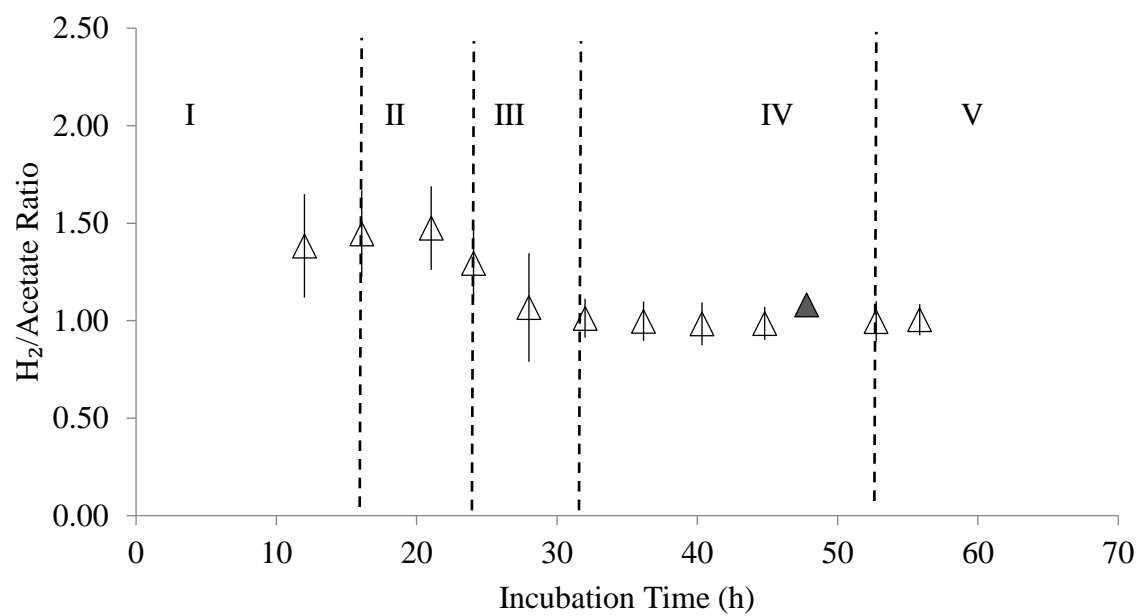 2.50
2.00
1.50
1.00
0.50
0.00
H₂/Acetate Ratio
I
II
III
IV
V
0 10 20 30 40 50 60 70
Incubation Time (h)